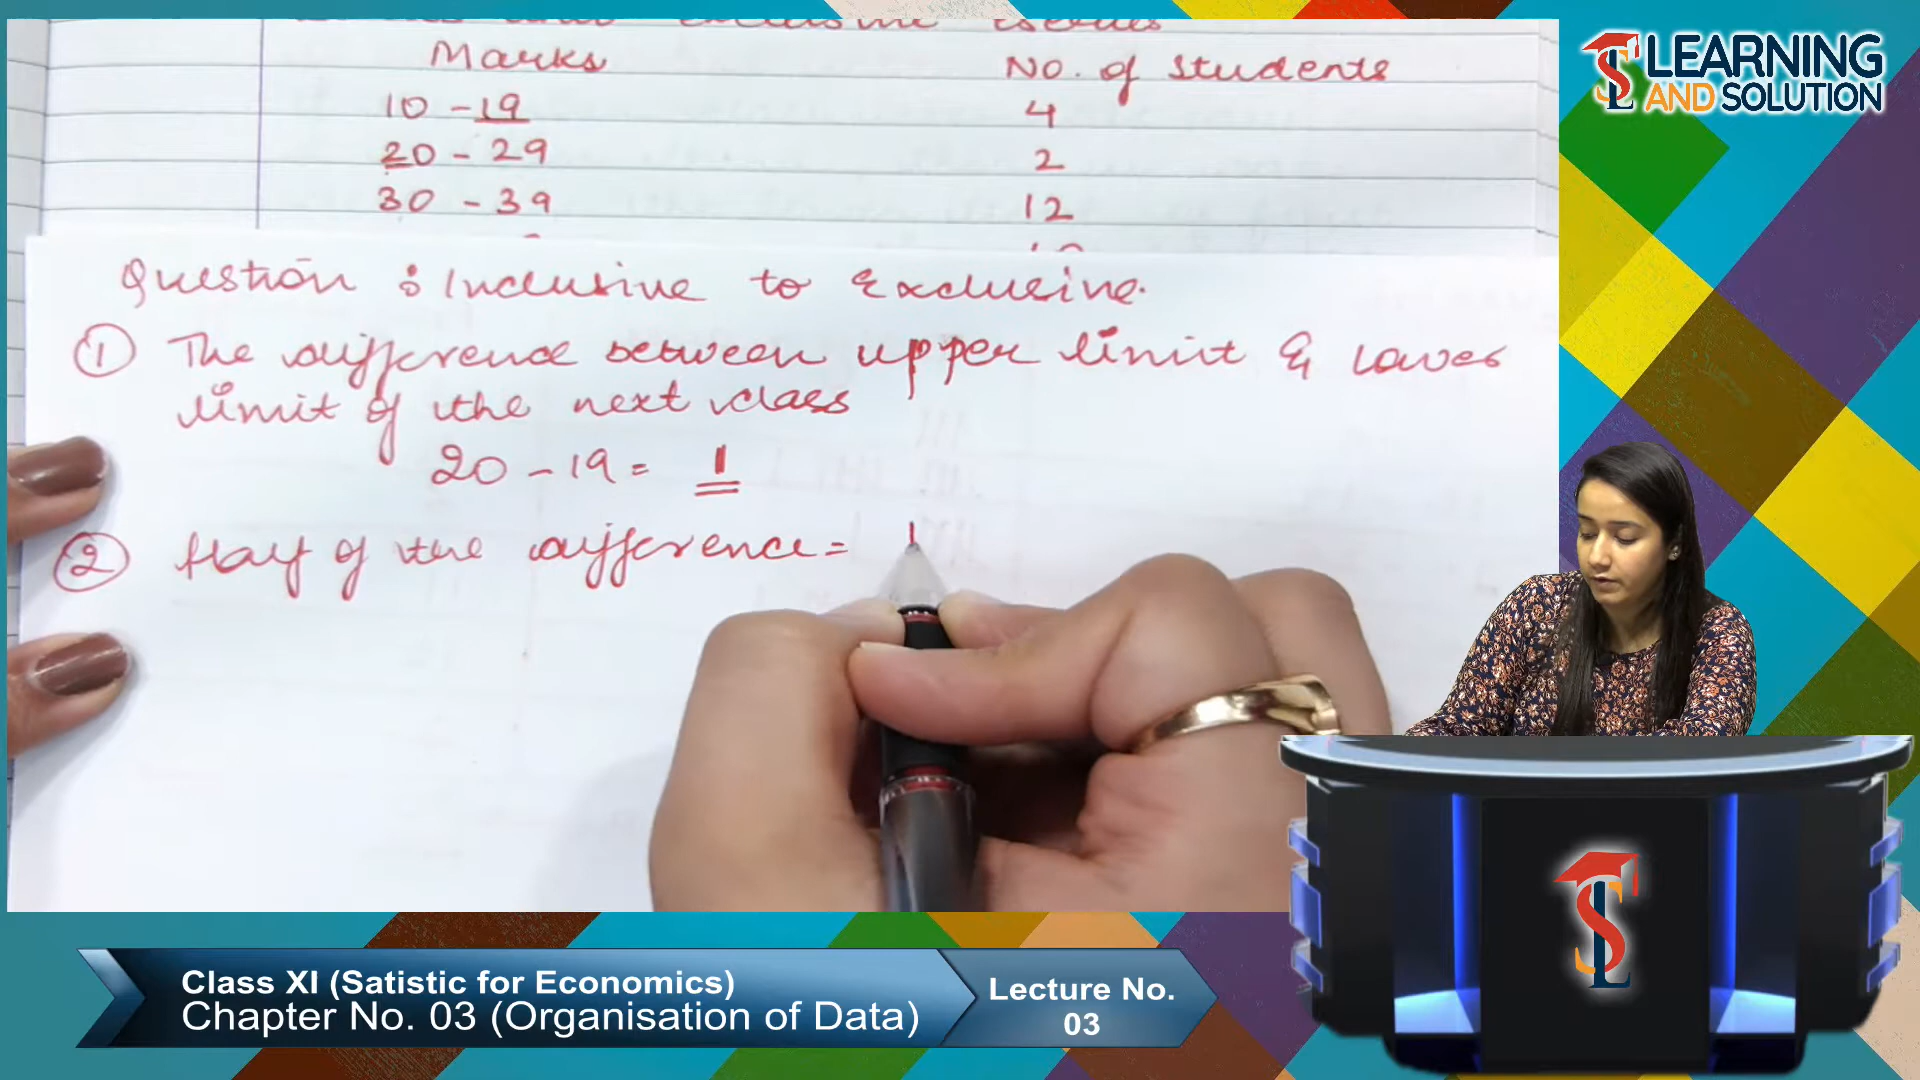 Marks No. of students
10 - 19 4
20 - 29 2
30 - 39 12
Question : Inclusive to Exclusive.
① The difference between upper limit & lower
limit of the next class
20 - 19 = 1
② Half of the difference = 1
LEARNING
AND SOLUTION
Class XI (Satistic for Economics)
Chapter No. 03 (Organisation of Data)
Lecture No.
03